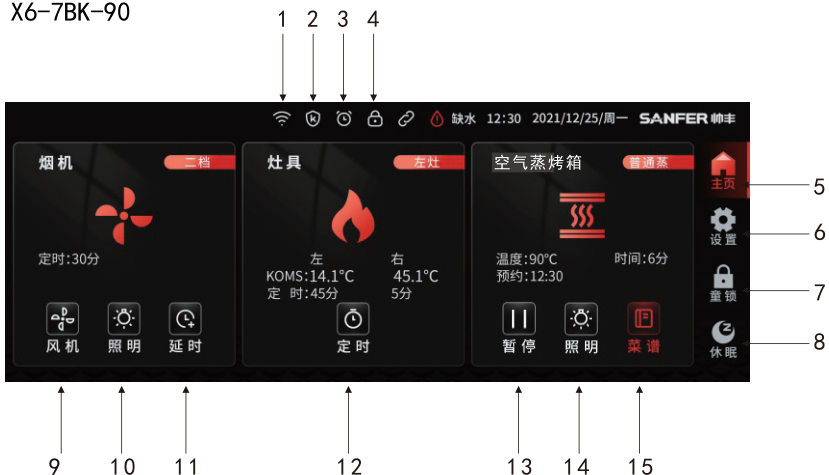 X6-7BK-90
1 2 3 4
缺水 12:30 2021/12/25/周一 SANFER 帅丰
烟机 二档
定时:30分
风机 照明 延时
灶具 左灶
左 右
KOMS:14.1℃ 45.1℃
定 时:45分 5分
定时
空气蒸烤箱 普通蒸
温度:90℃ 时间:6分
预约:12:30
暂停 照明 菜谱
主页
设置
童锁
休眠
5
6
7
8
9 10 11 12 13 14 15